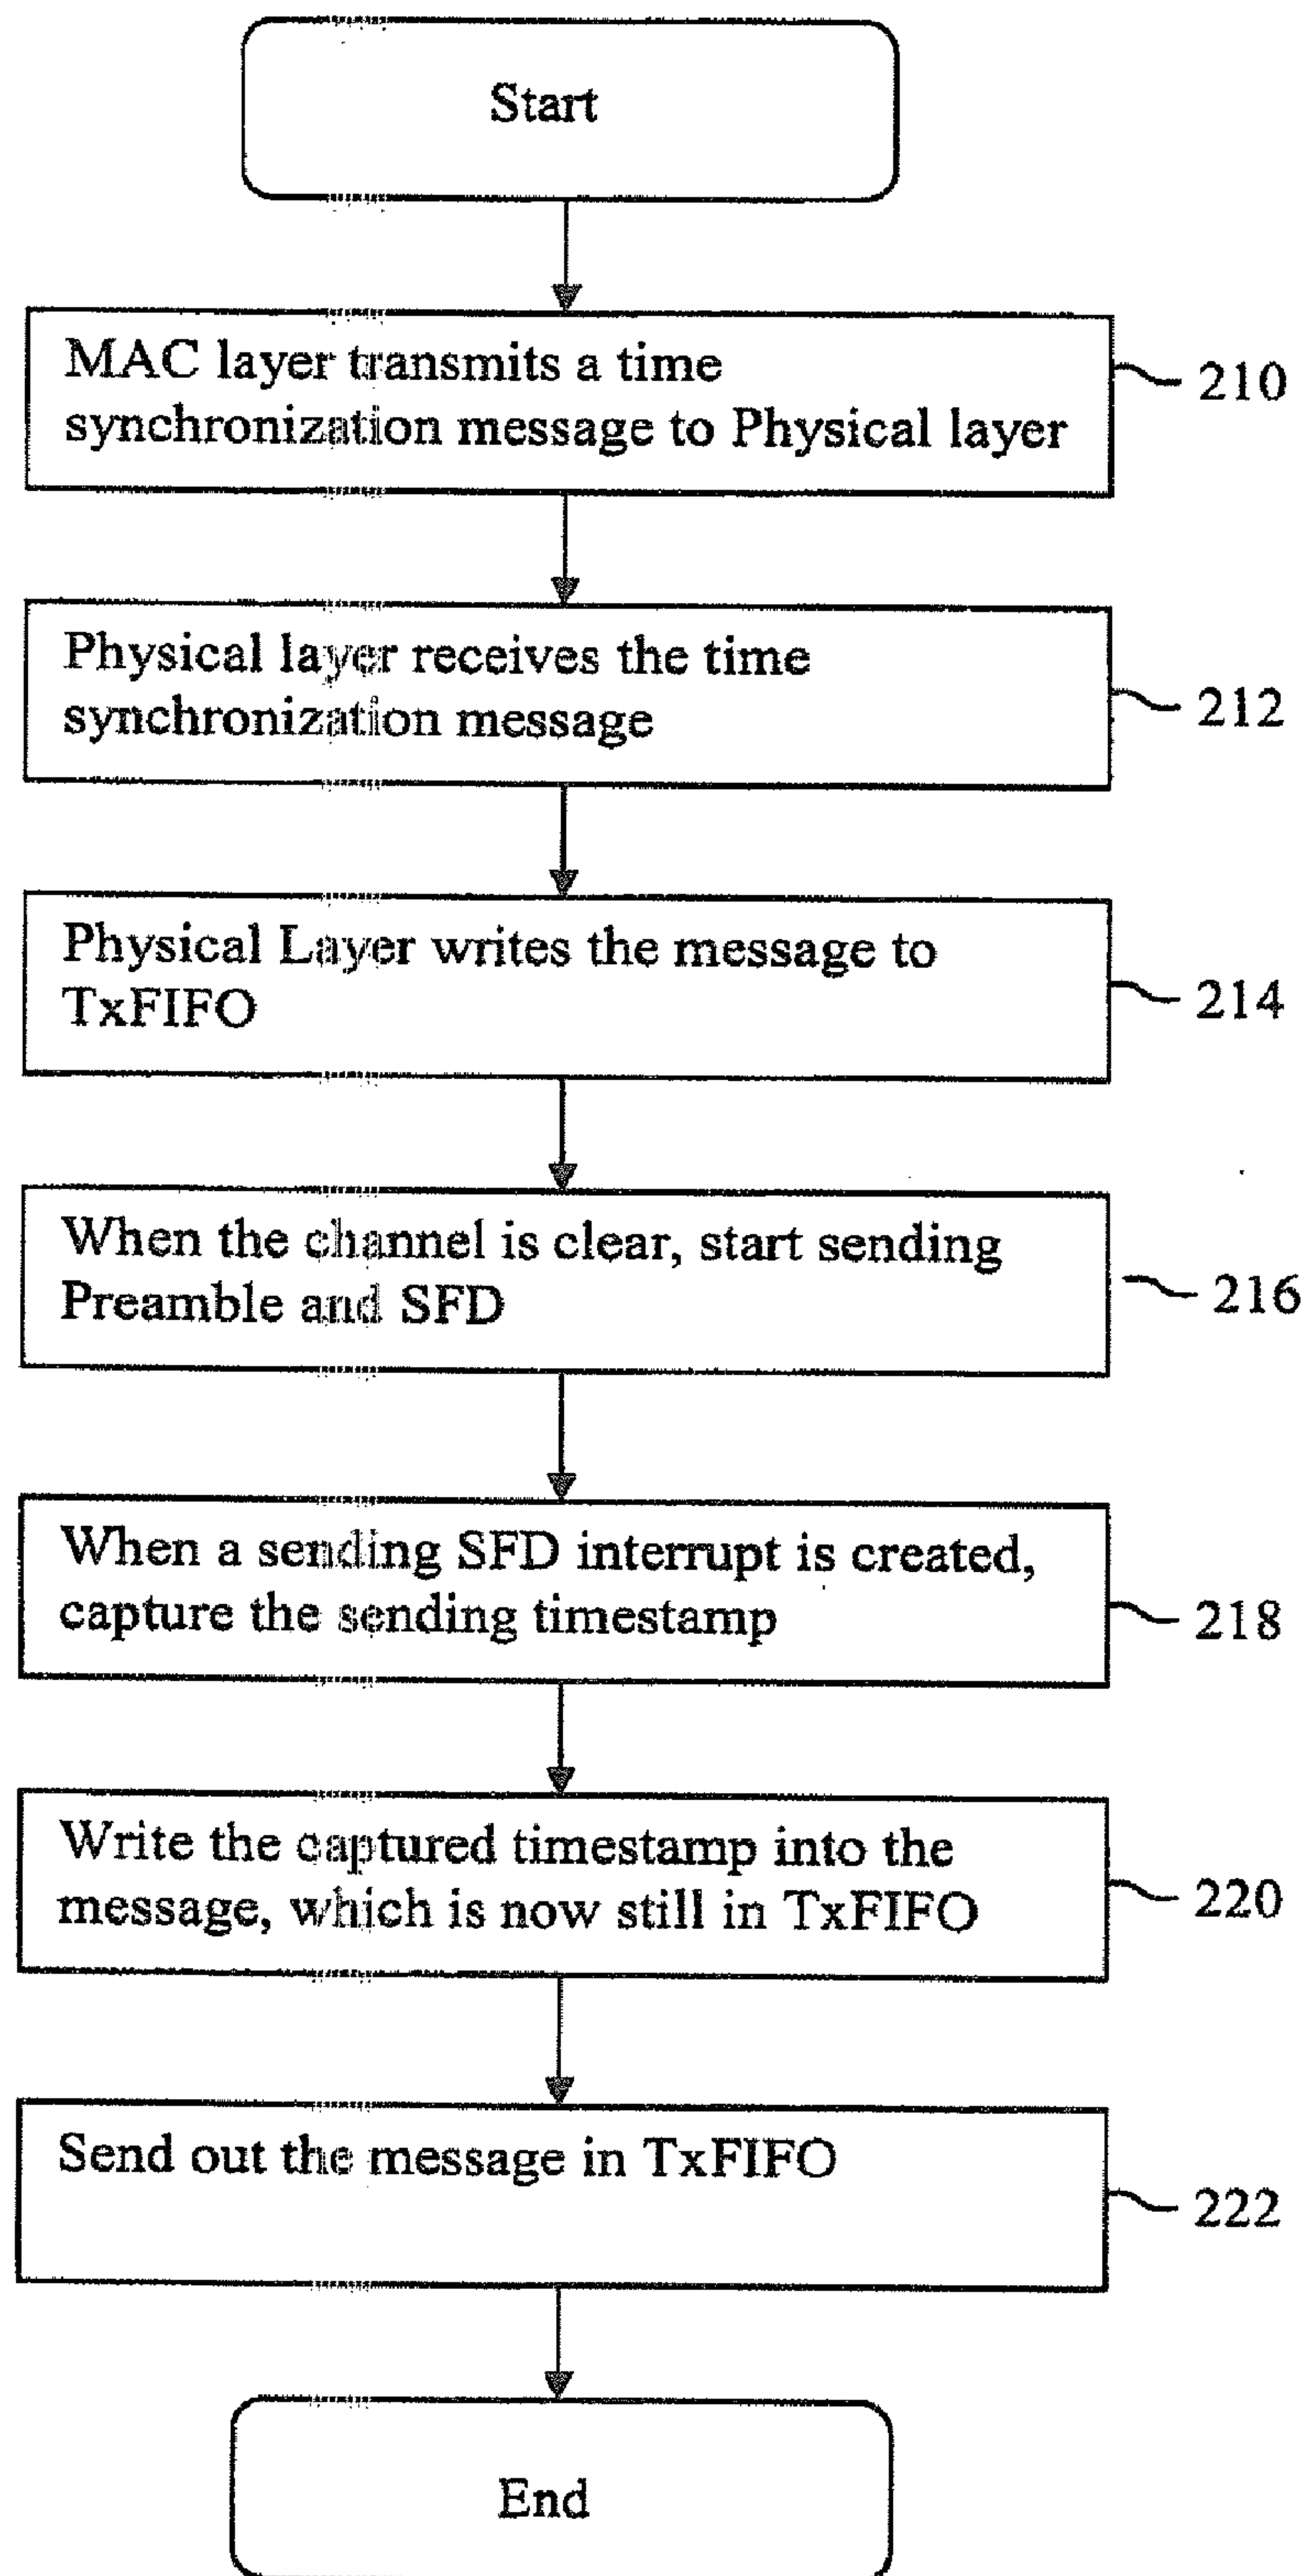 Start
MAC layer transmits a time
synchronization message to Physical layer
210
Physical layer receives the time
synchronization message
212
Physical Layer writes the message to
TxFIFO
214
When the channel is clear, start sending
Preamble and SFD
216
When a sending SFD interrupt is created,
capture the sending timestamp
218
Write the captured timestamp into the
message, which is now still in TxFIFO
220
Send out the message in TxFIFO
222
End